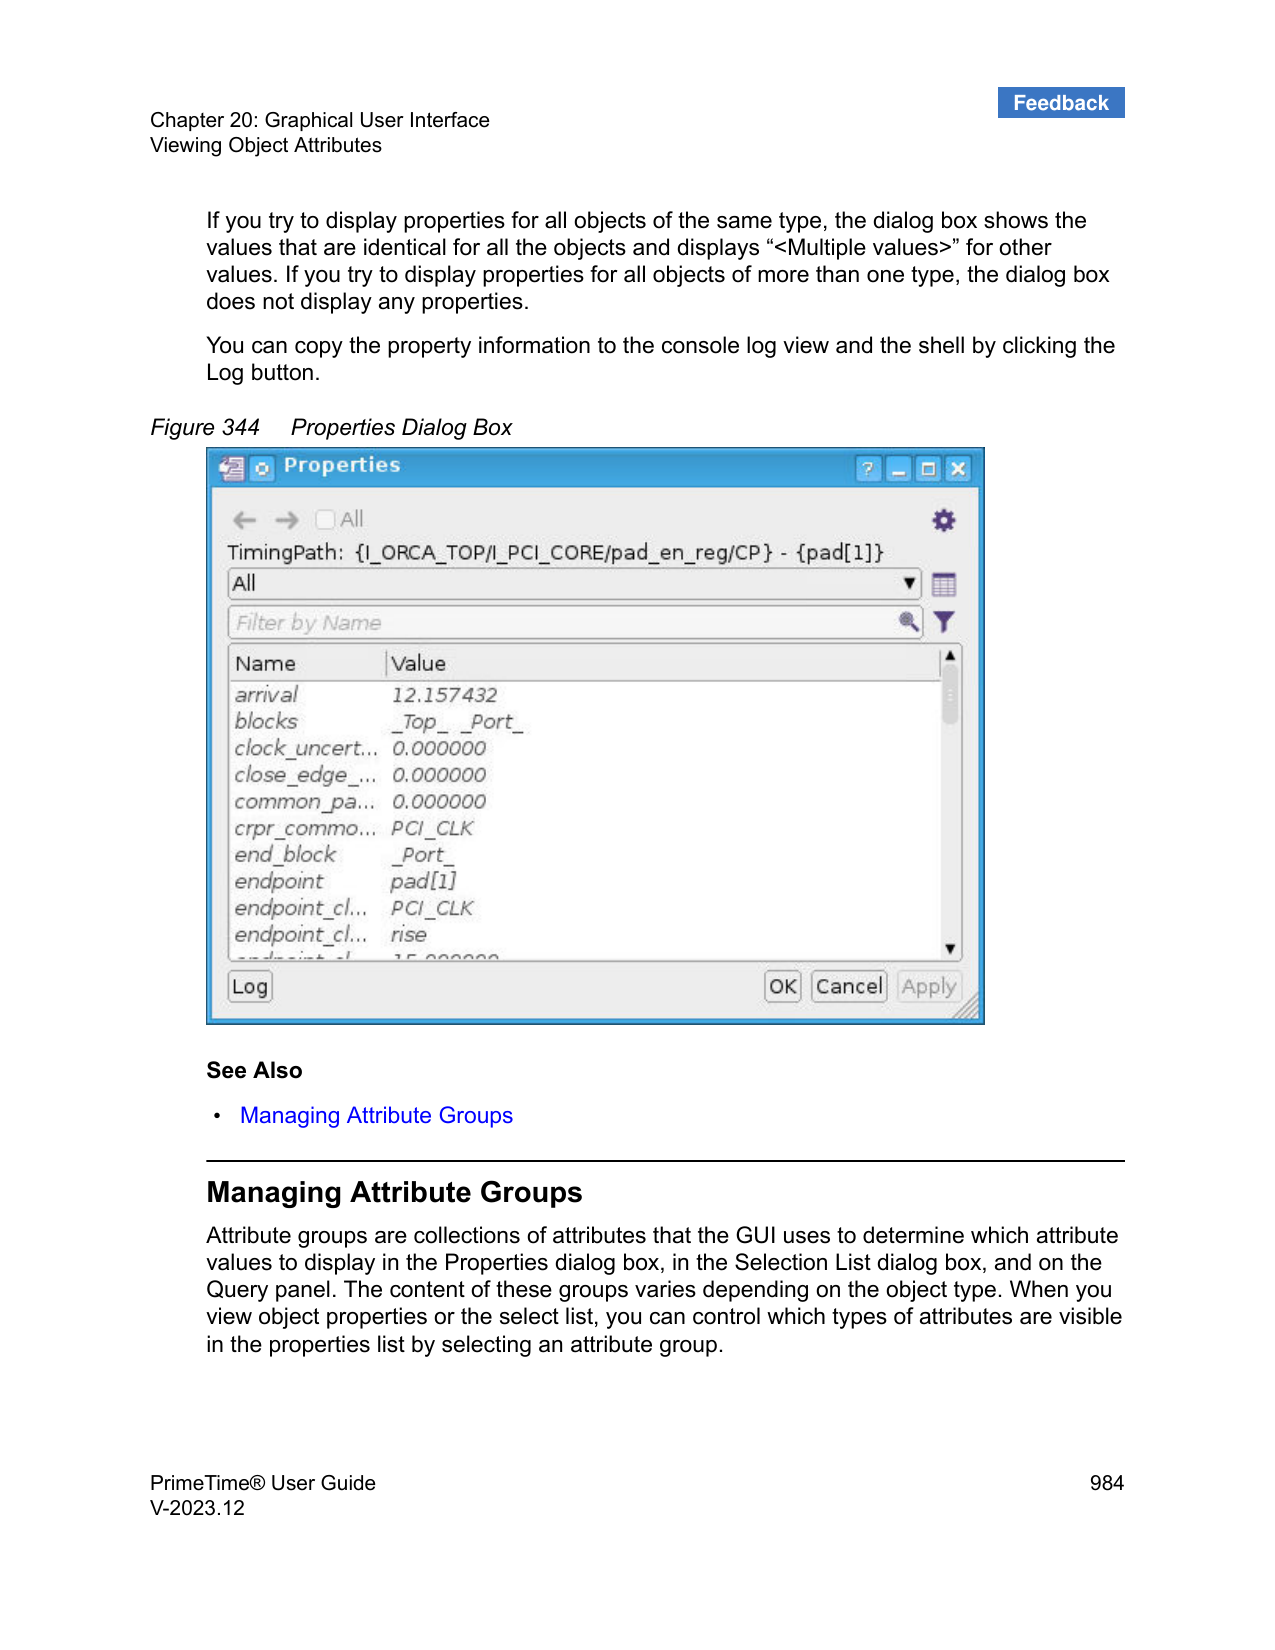 Feedback
Chapter 20: Graphical User Interface
Viewing Object Attributes
If you try to display properties for all objects of the same type, the dialog box shows the
values that are identical for all the objects and displays “<Multiple values>” for other
values. If you try to display properties for all objects of more than one type, the dialog box
does not display any properties.
You can copy the property information to the console log view and the shell by clicking the
Log button.
Figure 344 Properties Dialog Box
Properties
All
TimingPath: {I_ORCA_TOP/I_PCI_CORE/pad_en_reg/CP} - {pad[1]}
All
Filter by Name
Name Value
arrival 12.157432
blocks _Top_ _Port_
clock_uncert... 0.000000
close_edge_... 0.000000
common_pa... 0.000000
crpr_commo... PCI_CLK
end_block _Port_
endpoint pad[1]
endpoint_cl... PCI_CLK
endpoint_cl... rise
Log OK Cancel Apply
See Also
• Managing Attribute Groups
Managing Attribute Groups
Attribute groups are collections of attributes that the GUI uses to determine which attribute
values to display in the Properties dialog box, in the Selection List dialog box, and on the
Query panel. The content of these groups varies depending on the object type. When you
view object properties or the select list, you can control which types of attributes are visible
in the properties list by selecting an attribute group.
PrimeTime® User Guide 984
V-2023.12